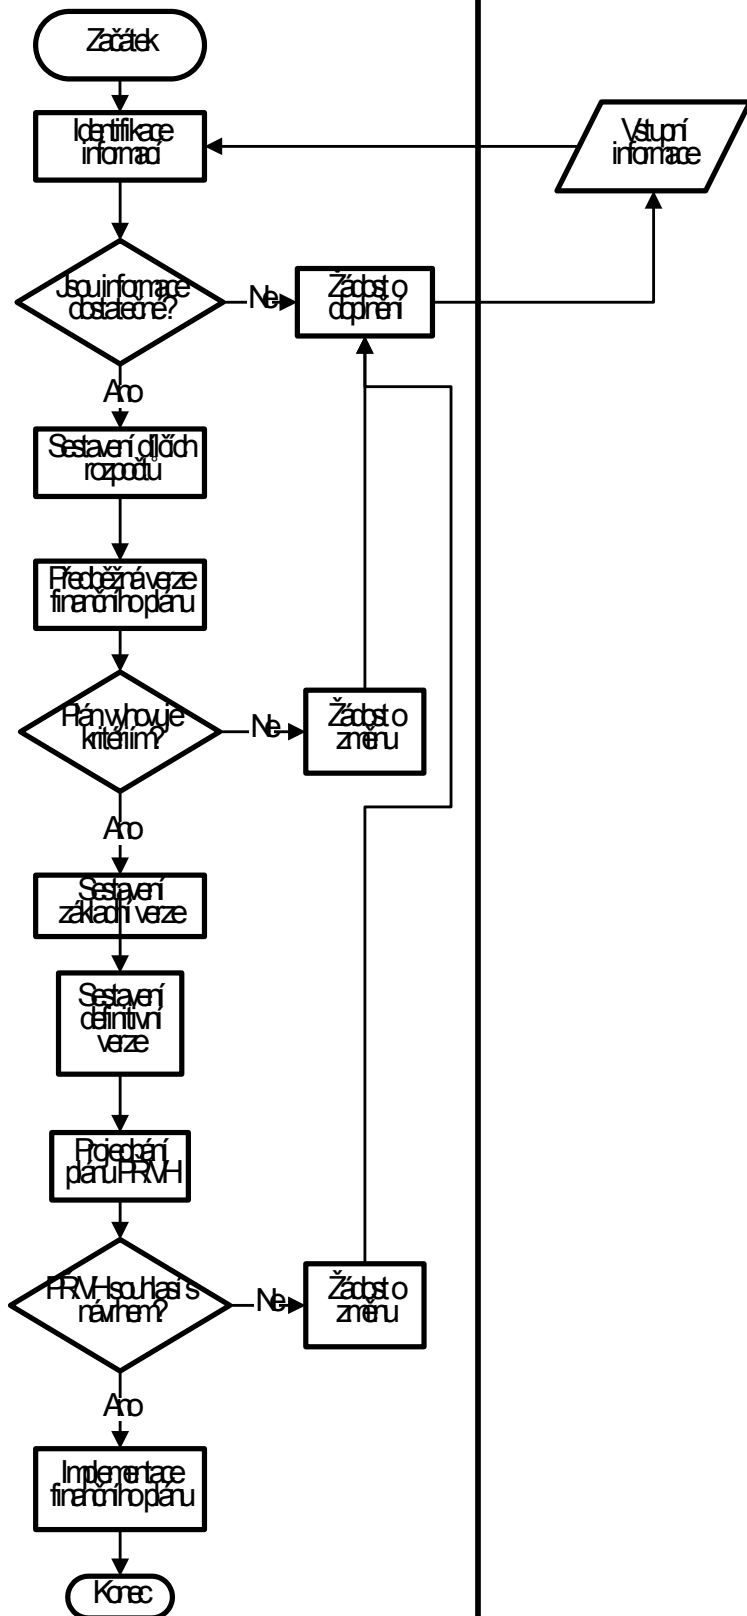 Začátek
Identifikace
informací
Vstupní
informace
Jsou informace
dostatečné?
Ne
Žádost o
doplnění
Ano
Sestavení dílčích
rozpočtů
Předběžná verze
finančního plánu
Plán vyhovuje
kritériím?
Ne
Žádost o
změnu
Ano
Sestavení
základní verze
Sestavení
definitivní
verze
Projednání
plánu PŘVH
PŘVH souhlasí s
návrhem?
Ne
Žádost o
změnu
Ano
Implementace
finančního plánu
Konec